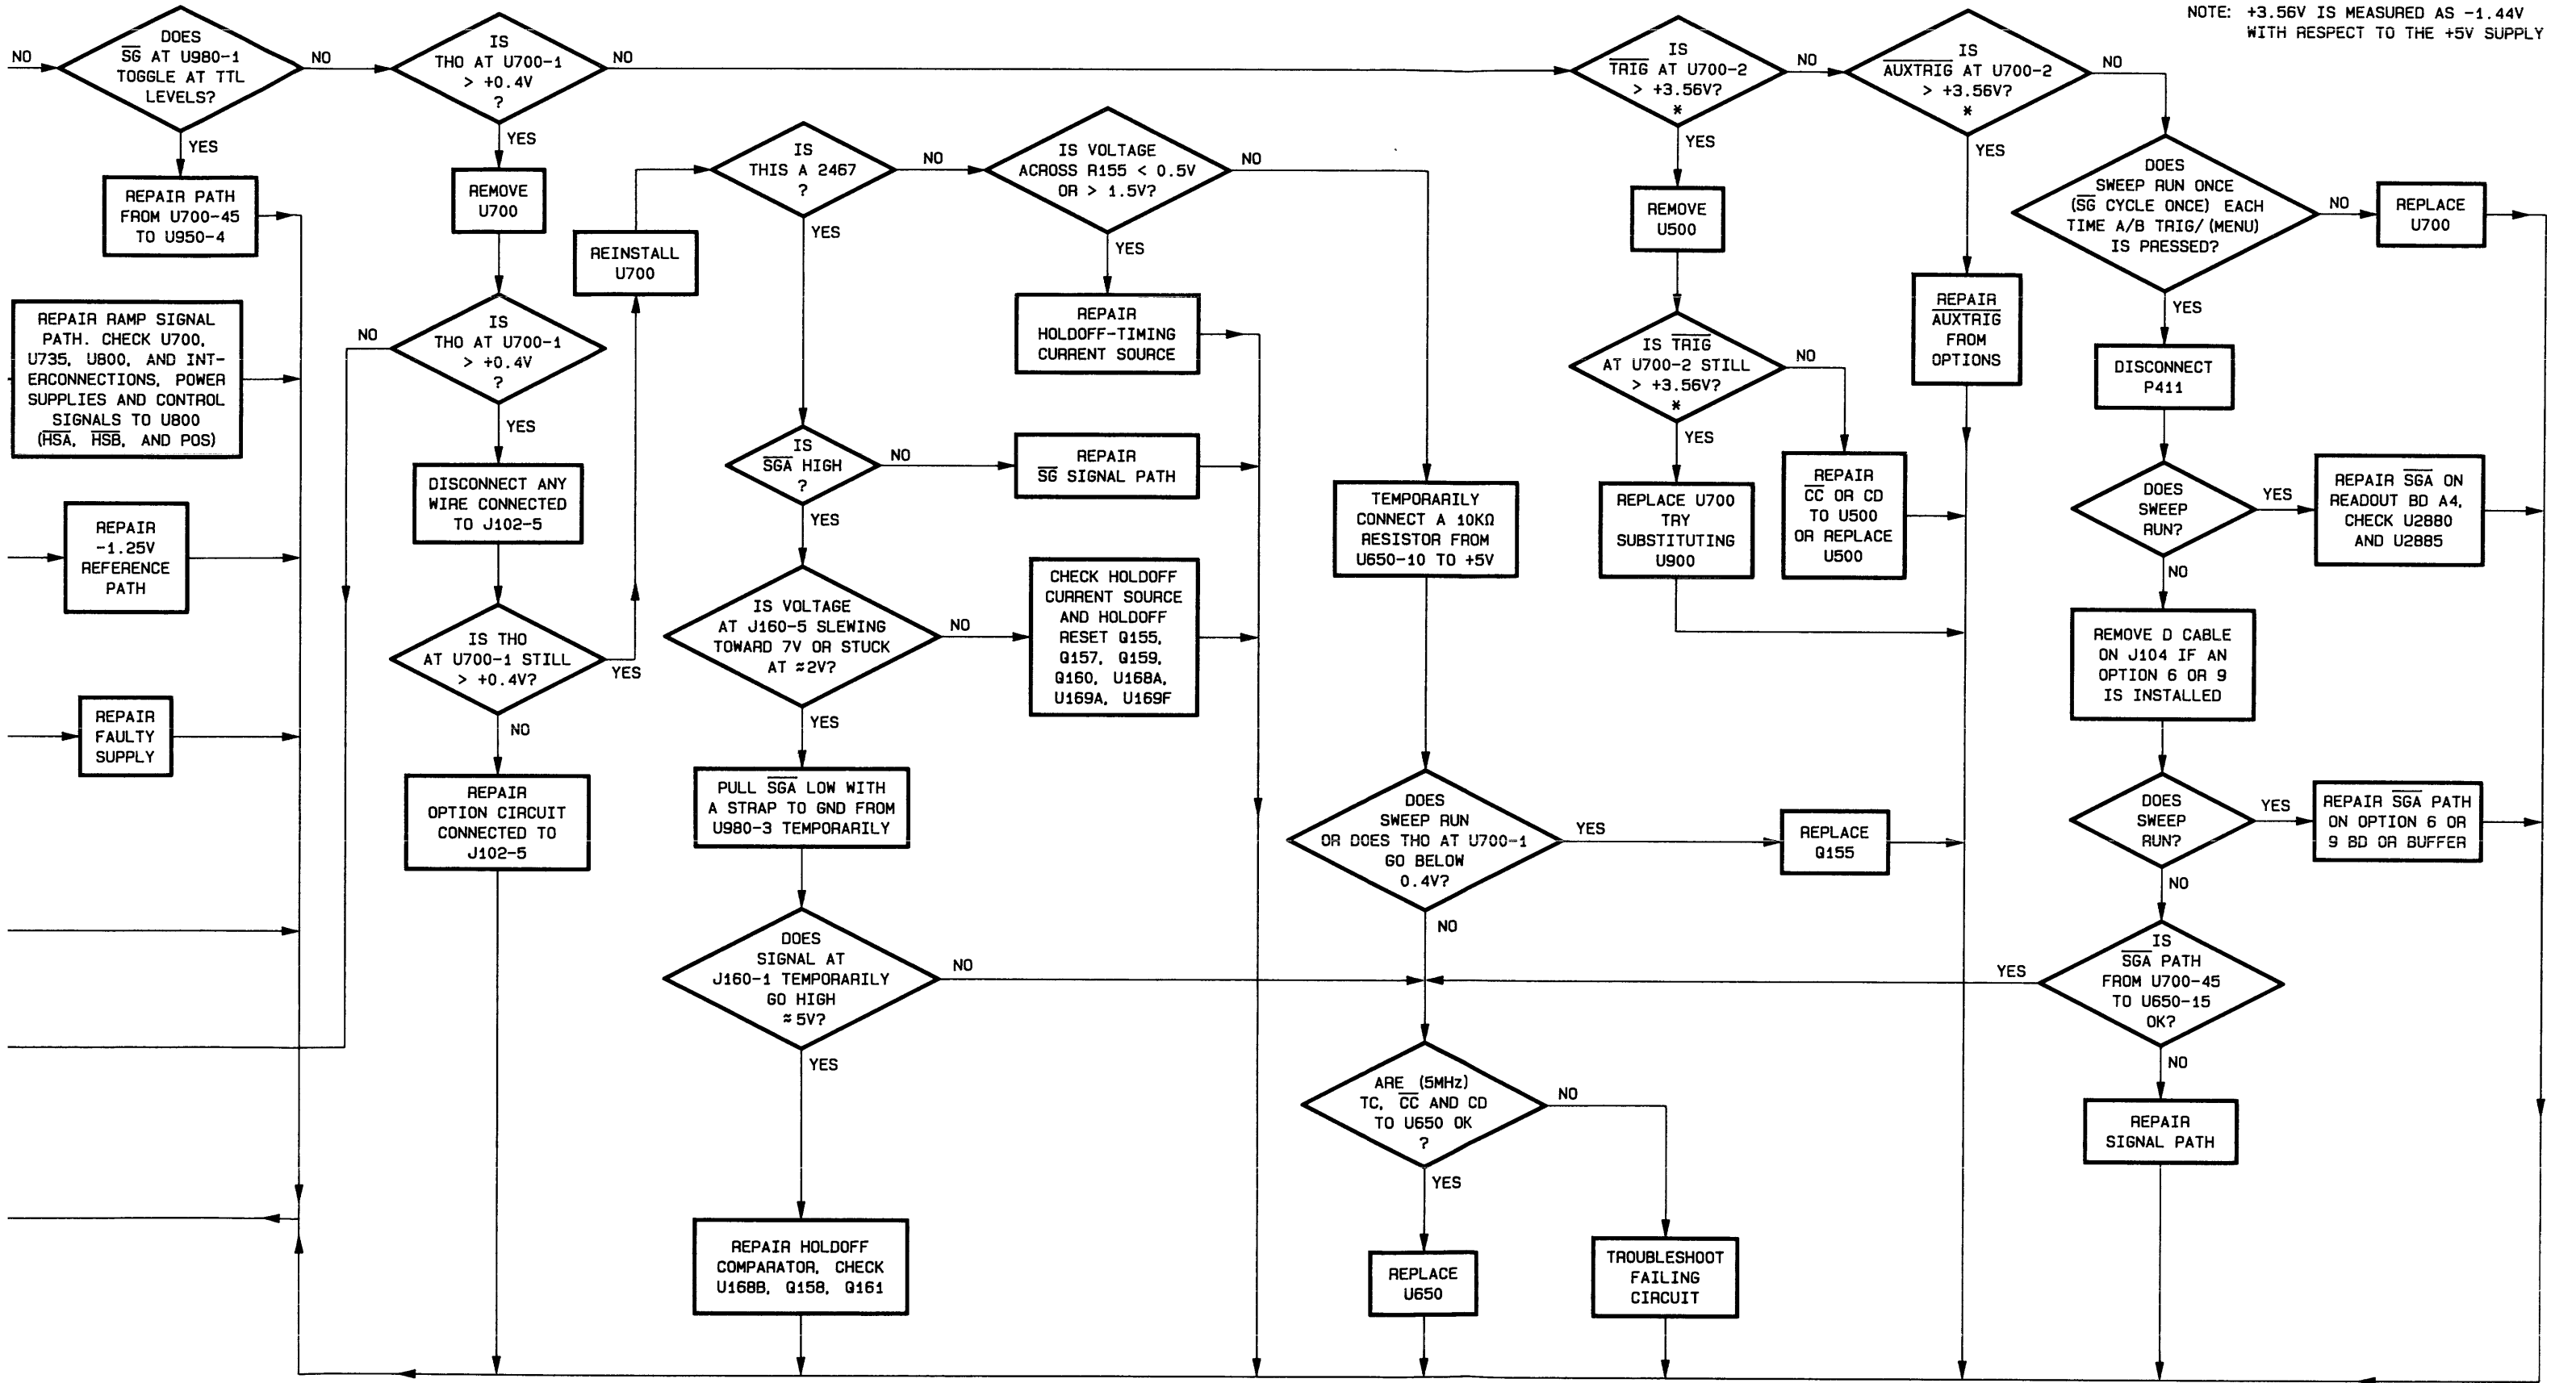 NOTE: +3.56V IS MEASURED AS -1.44V
WITH RESPECT TO THE +5V SUPPLY
NO
DOES
S̅G̅ AT U980-1
TOGGLE AT TTL
LEVELS?
NO
YES
REPAIR PATH
FROM U700-45
TO U950-4
REPAIR RAMP SIGNAL
PATH. CHECK U700,
U735, U800, AND INT-
ERCONNECTIONS, POWER
SUPPLIES AND CONTROL
SIGNALS TO U800
(H̅S̅A̅, H̅S̅B̅, AND POS)
REPAIR
-1.25V
REFERENCE
PATH
REPAIR
FAULTY
SUPPLY
IS
THO AT U700-1
> +0.4V
?
NO
YES
REMOVE
U700
IS
THO AT U700-1
> +0.4V
?
NO
YES
DISCONNECT ANY
WIRE CONNECTED
TO J102-5
IS THO
AT U700-1 STILL
> +0.4V?
YES
NO
REPAIR
OPTION CIRCUIT
CONNECTED TO
J102-5
REINSTALL
U700
IS
THIS A 2467
?
NO
YES
IS VOLTAGE
ACROSS R155 < 0.5V
OR > 1.5V?
NO
YES
REPAIR
HOLDOFF-TIMING
CURRENT SOURCE
IS
S̅G̅A̅ HIGH
?
NO
YES
REPAIR
S̅G̅ SIGNAL PATH
IS VOLTAGE
AT J160-5 SLEWING
TOWARD 7V OR STUCK
AT ≈2V?
NO
YES
CHECK HOLDOFF
CURRENT SOURCE
AND HOLDOFF
RESET Q155,
Q157, Q159,
Q160, U168A,
U169A, U169F
PULL S̅G̅A̅ LOW WITH
A STRAP TO GND FROM
U980-3 TEMPORARILY
DOES
SIGNAL AT
J160-1 TEMPORARILY
GO HIGH
≈5V?
NO
YES
REPAIR HOLDOFF
COMPARATOR, CHECK
U168B, Q158, Q161
TEMPORARILY
CONNECT A 10KΩ
RESISTOR FROM
U650-10 TO +5V
DOES
SWEEP RUN
OR DOES THO AT U700-1
GO BELOW
0.4V?
YES
NO
REPLACE
Q155
ARE (5MHz)
TC, C̅C̅ AND CD
TO U650 OK
?
NO
YES
REPLACE
U650
TROUBLESHOOT
FAILING
CIRCUIT
IS
T̅R̅I̅G̅ AT U700-2
> +3.56V?
*
NO
YES
REMOVE
U500
IS T̅R̅I̅G̅
AT U700-2 STILL
> +3.56V?
*
NO
YES
REPLACE U700
TRY
SUBSTITUTING
U900
REPAIR
C̅C̅ OR CD
TO U500
OR REPLACE
U500
IS
A̅U̅X̅T̅R̅I̅G̅ AT U700-2
> +3.56V?
*
NO
YES
REPAIR
A̅U̅X̅T̅R̅I̅G̅
FROM
OPTIONS
DOES
SWEEP RUN ONCE
(S̅G̅ CYCLE ONCE) EACH
TIME A/B TRIG/(MENU)
IS PRESSED?
NO
YES
REPLACE
U700
DISCONNECT
P411
DOES
SWEEP
RUN?
YES
NO
REPAIR S̅G̅A̅ ON
READOUT BD A4,
CHECK U2880
AND U2885
REMOVE D CABLE
ON J104 IF AN
OPTION 6 OR 9
IS INSTALLED
DOES
SWEEP
RUN?
YES
NO
REPAIR S̅G̅A̅ PATH
ON OPTION 6 OR
9 BD OR BUFFER
IS
S̅G̅A̅ PATH
FROM U700-45
TO U650-15
OK?
YES
NO
REPAIR
SIGNAL PATH